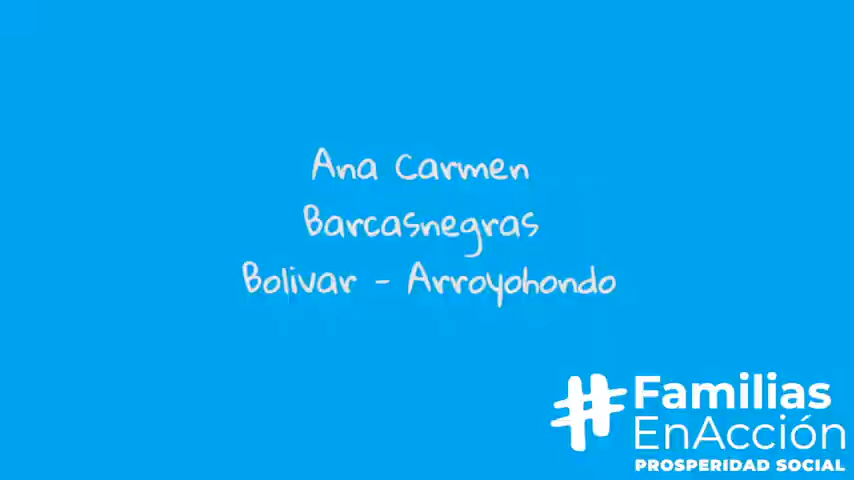 Ana Carmen
Barcasnegras
Bolivar - Arroyohondo
#Familias
EnAcción
PROSPERIDAD SOCIAL